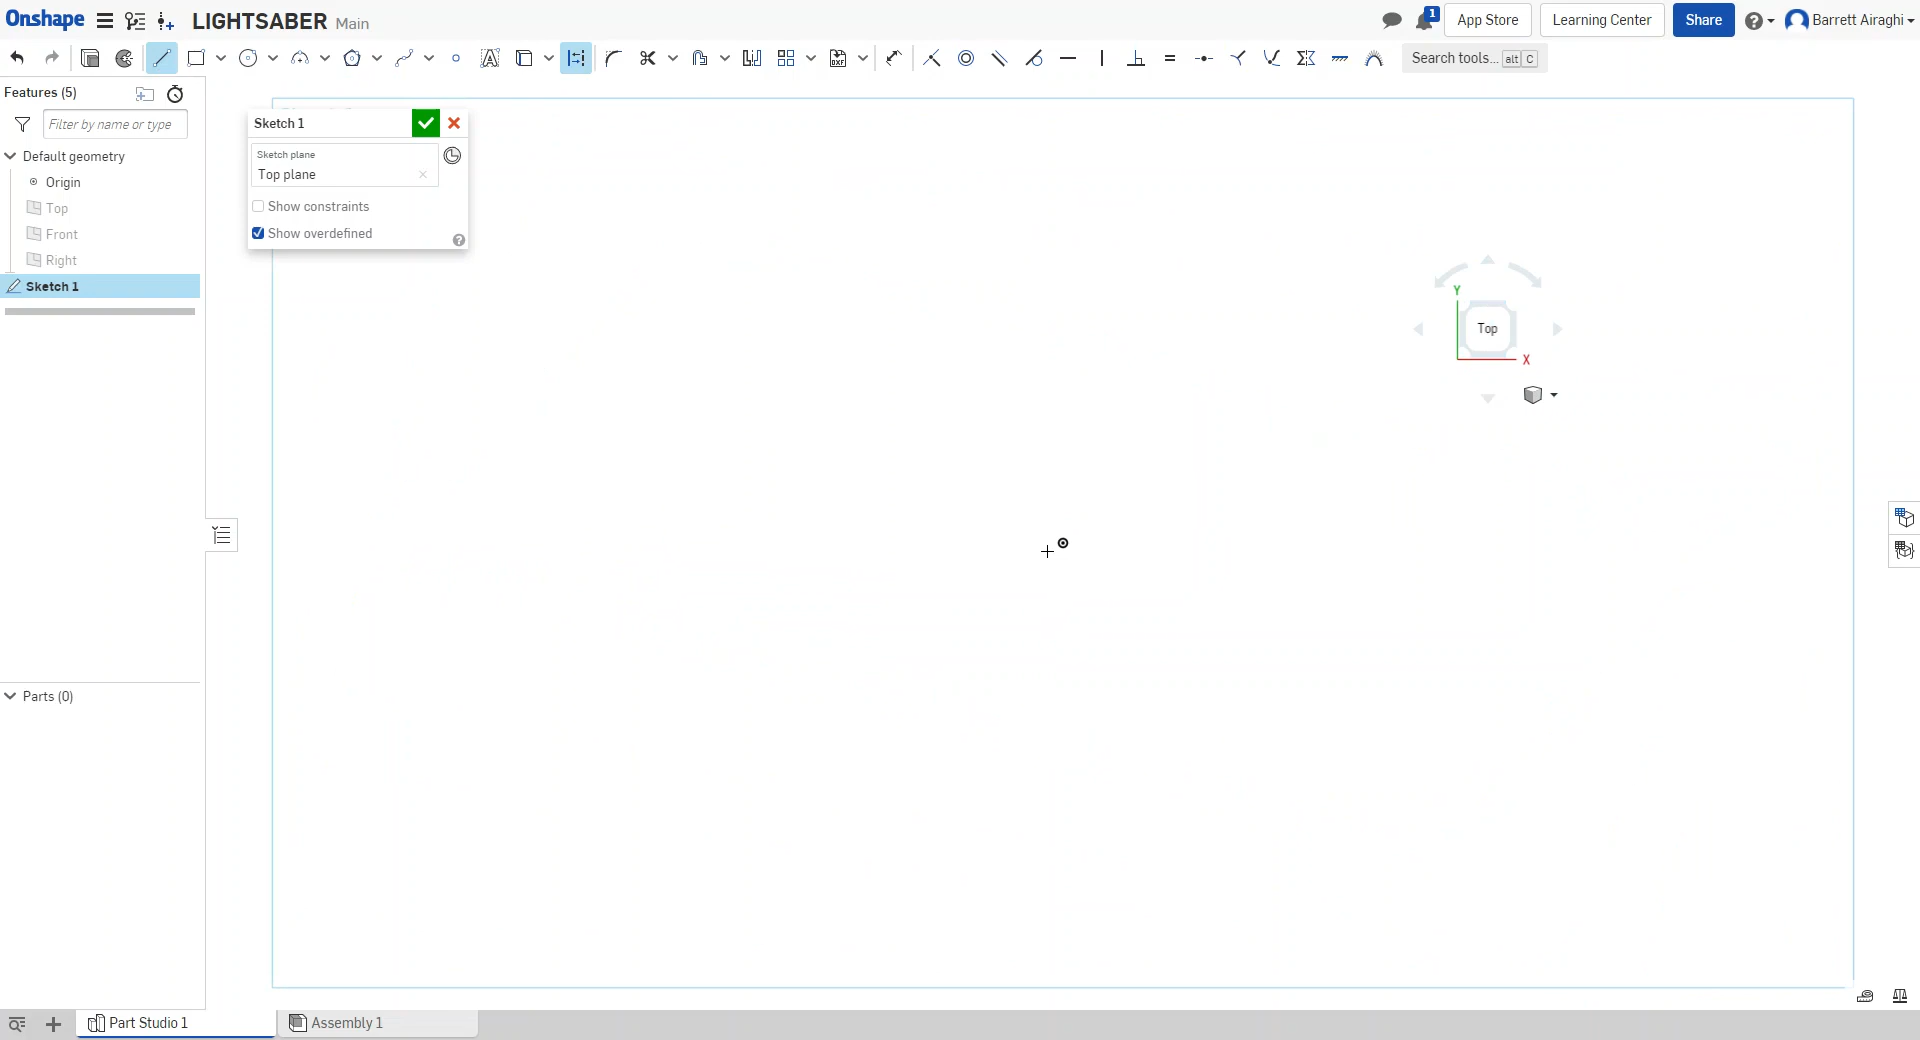 Onshape LIGHTSABER Main 1 App Store Learning Center Share Barrett Airaghi
Search tools... alt C
Features (5)
Filter by name or type
Default geometry
Origin
Top
Front
Right
Sketch 1
Parts (0)
Sketch 1
Sketch plane
Top plane
Show constraints
Show overdefined
Y
Top
X
Part Studio 1
Assembly 1